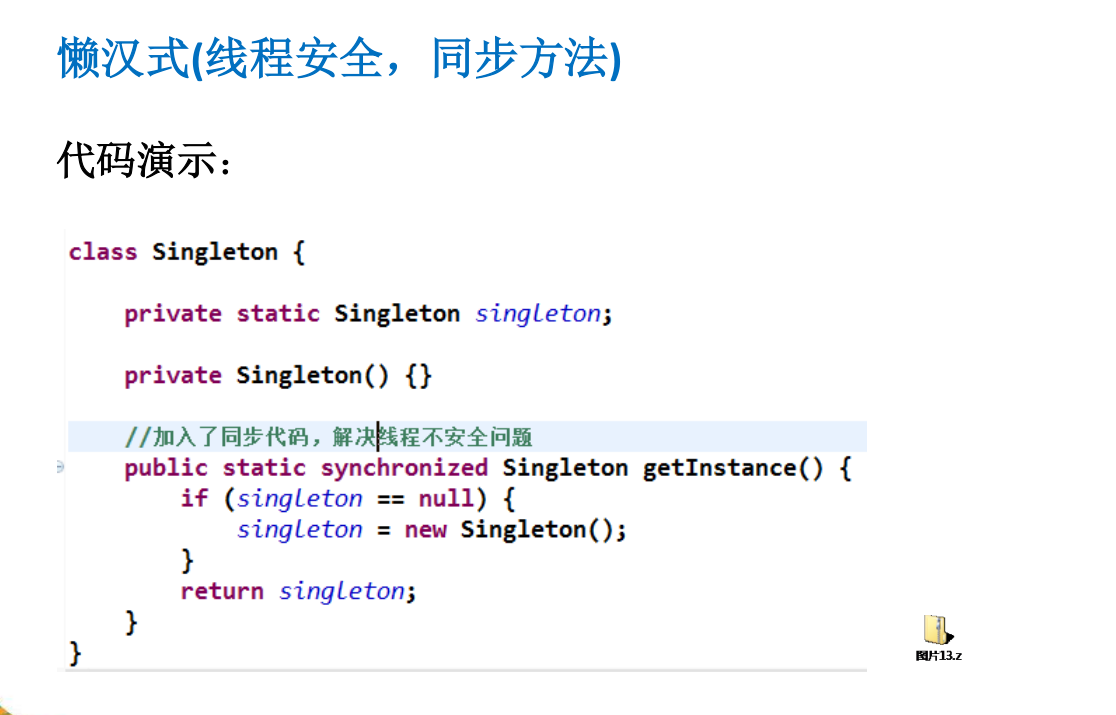 懒汉式(线程安全，同步方法)
代码演示：
class Singleton {
private static Singleton singleton;
private Singleton() {}
//加入了同步代码，解决线程不安全问题
public static synchronized Singleton getInstance() {
if (singleton == null) {
singleton = new Singleton();
}
return singleton;
}
}
图片13.z